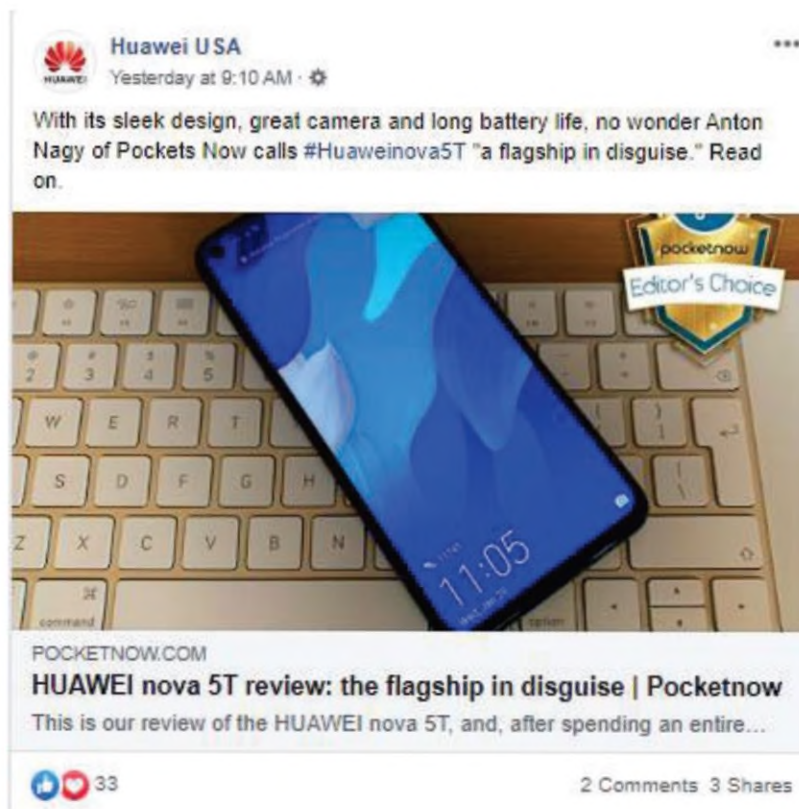 Huawei USA
Yesterday at 9:10 AM ·
HUAWEI
With its sleek design, great camera and long battery life, no wonder Anton
Nagy of Pockets Now calls #Huaweinova5T "a flagship in disguise." Read
on.
pocketnow
Editor's Choice
2 3 4 5
W E R T
S D F G H
Z X C V B N
command
option
11:05
POCKETNOW.COM
HUAWEI nova 5T review: the flagship in disguise | Pocketnow
This is our review of the HUAWEI nova 5T, and, after spending an entire...
33
2 Comments 3 Shares